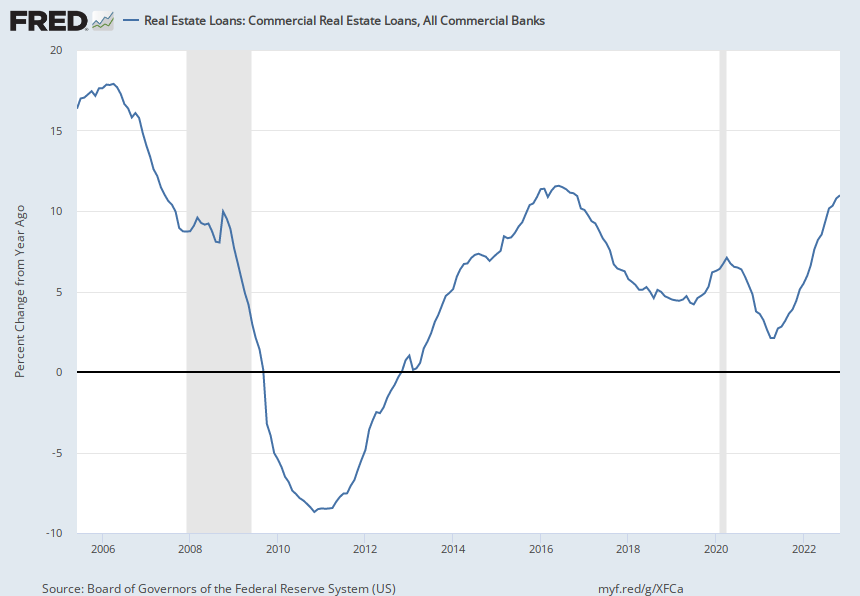 FRED
Real Estate Loans: Commercial Real Estate Loans, All Commercial Banks
Percent Change from Year Ago
20
15
10
5
0
-5
-10
2006 2008 2010 2012 2014 2016 2018 2020 2022
Source: Board of Governors of the Federal Reserve System (US)
myf.red/g/XFCa